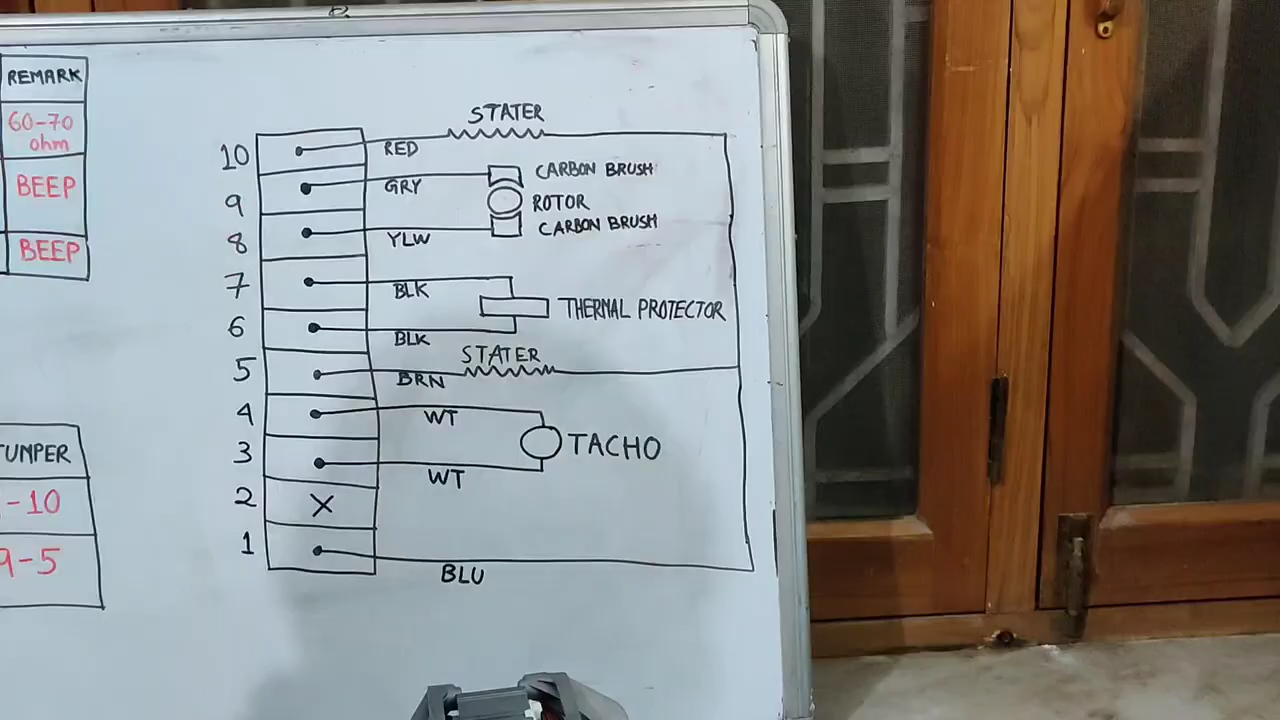 REMARK
60-70
ohm
BEEP
BEEP
TUMPER
-10
9-5
STATER
10 RED
CARBON BRUSH
9 GRY
ROTOR
8 YLW
CARBON BRUSH
7 BLK
THERMAL PROTECTOR
6 BLK
STATER
5 BRN
4 WT
TACHO
3 WT
2 X
1 BLU